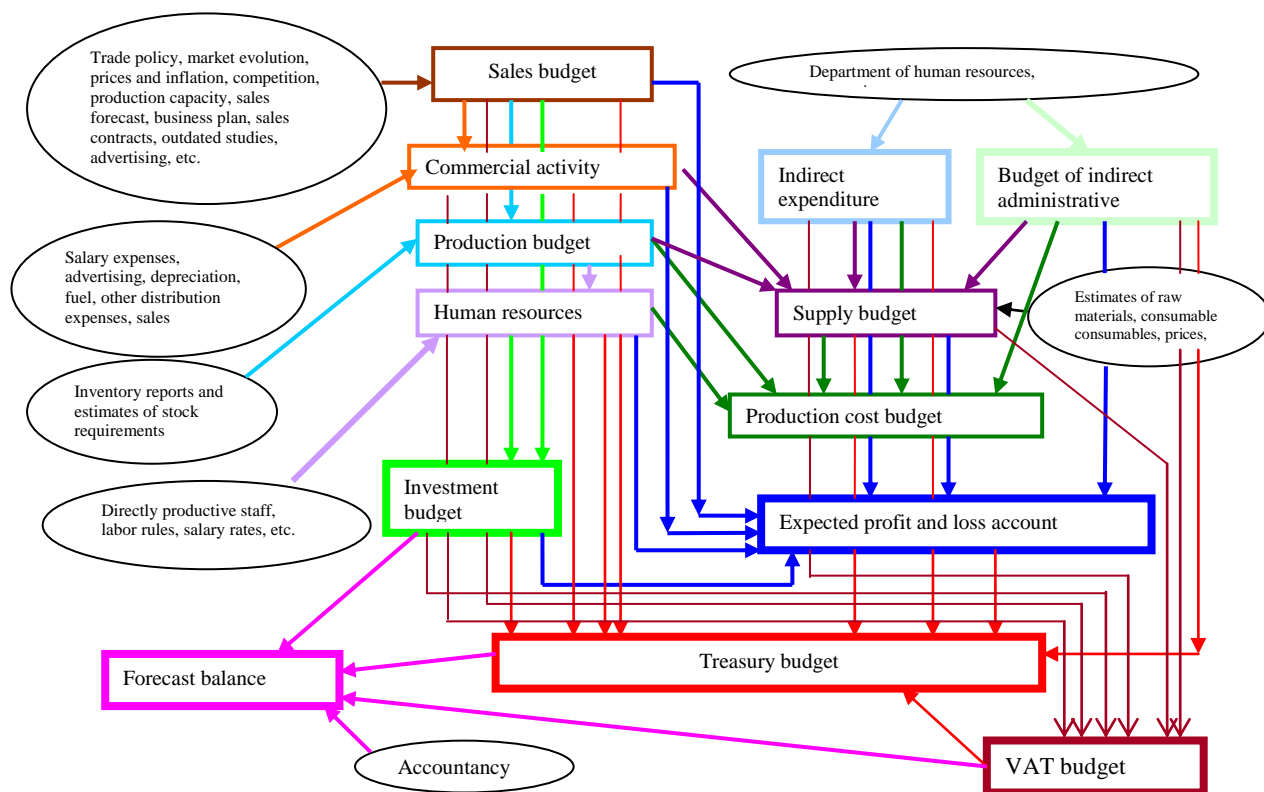 Trade policy, market evolution,
prices and inflation, competition,
production capacity, sales
forecast, business plan, sales
contracts, outdated studies,
advertising, etc.
Sales budget
Department of human resources,
Commercial activity
Indirect
expenditure
Budget of indirect
administrative
Salary expenses,
advertising, depreciation,
fuel, other distribution
expenses, sales
Production budget
Human resources
Supply budget
Estimates of raw
materials, consumable
consumables, prices,
Inventory reports and
estimates of stock
requirements
Production cost budget
Directly productive staff,
labor rules, salary rates, etc.
Investment
budget
Expected profit and loss account
Forecast balance
Treasury budget
Accountancy
VAT budget